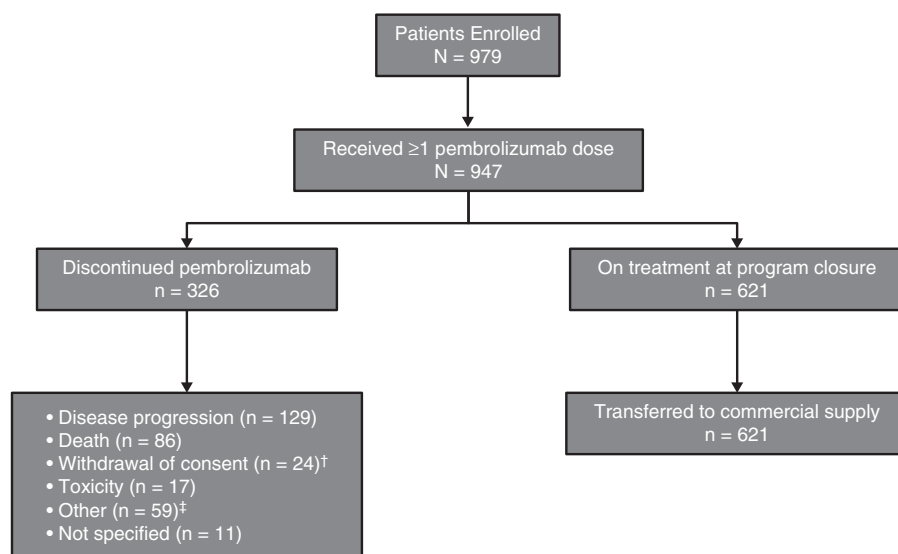 Patients Enrolled
N = 979
Received ≥1 pembrolizumab dose
N = 947
Discontinued pembrolizumab
n = 326
On treatment at program closure
n = 621
• Disease progression (n = 129)
• Death (n = 86)
• Withdrawal of consent (n = 24)†
• Toxicity (n = 17)
• Other (n = 59)‡
• Not specified (n = 11)
Transferred to commercial supply
n = 621